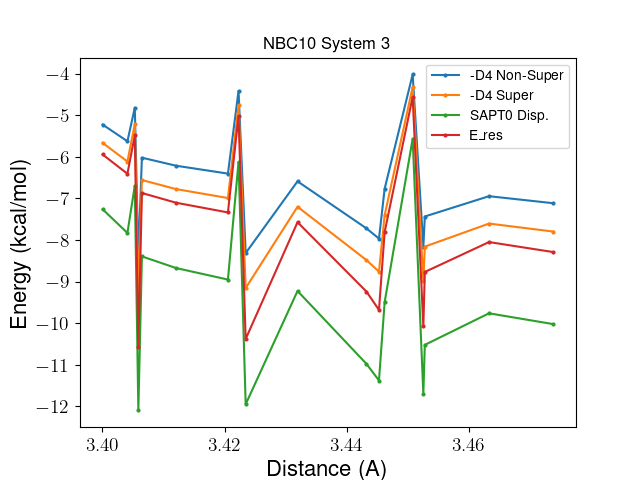 NBC10 System 3
-D4 Non-Super
-D4 Super
SAPT0 Disp.
E_res
Energy (kcal/mol)
−4
−5
−6
−7
−8
−9
−10
−11
−12
3.40 3.42 3.44 3.46
Distance (A)